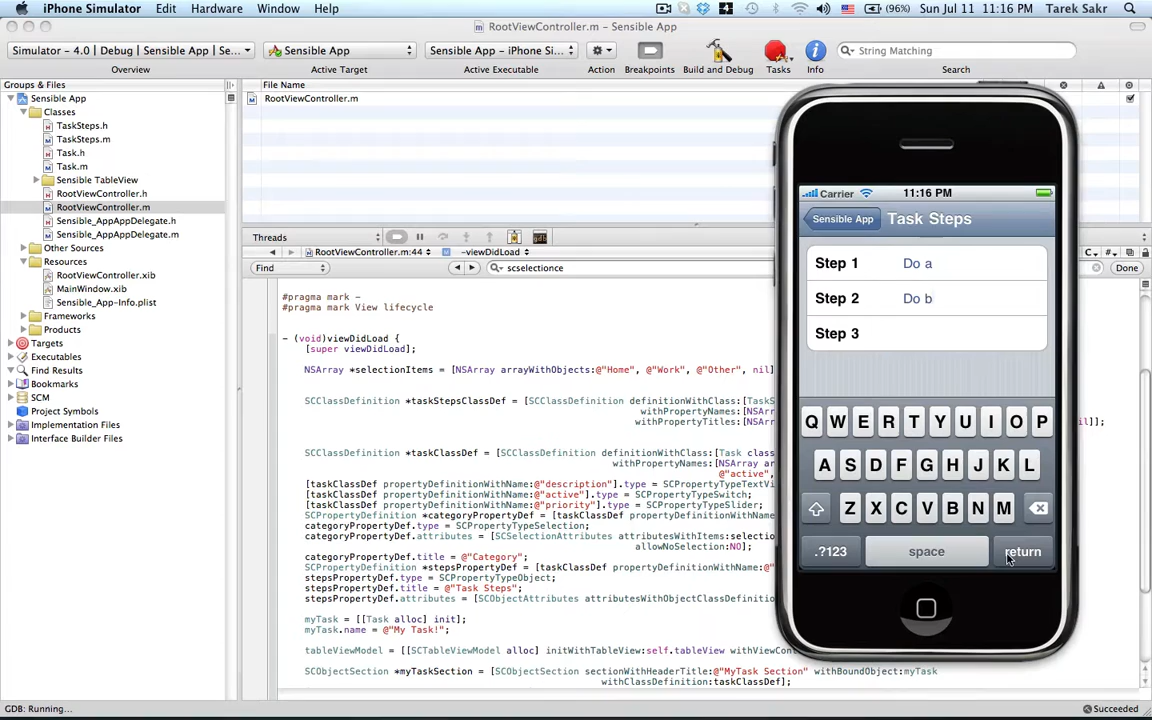 iPhone Simulator File Edit Hardware Window Help (96%) Sun Jul 11 11:16 PM Tarek Sakr
RootViewController.m – Sensible App
Simulator - 4.0 | Debug | Sensible App | Se... Sensible App Sensible App - iPhone Si... String Matching
Overview Active Target Active Executable Action Breakpoints Build and Debug Tasks Info Search
Groups & Files
Sensible App
Classes
TaskSteps.h
TaskSteps.m
Task.h
Task.m
Sensible TableView
RootViewController.h
RootViewController.m
Sensible_AppAppDelegate.h
Sensible_AppAppDelegate.m
Other Sources
Resources
RootViewController.xib
MainWindow.xib
Sensible_App-Info.plist
Frameworks
Products
Targets
Executables
Find Results
Bookmarks
SCM
Project Symbols
Implementation Files
Interface Builder Files
File Name
RootViewController.m
Threads
RootViewController.m:44 -viewDidLoad
Find scselectionce Done
#pragma mark -
#pragma mark View lifecycle
- (void)viewDidLoad {
[super viewDidLoad];
NSArray *selectionItems = [NSArray arrayWithObjects:@"Home", @"Work", @"Other", nil]
SCClassDefinition *taskStepsClassDef = [SCClassDefinition definitionWithClass:[TaskS
withPropertyNames:[NSArr
withPropertyTitles:[NSArr il]];
SCClassDefinition *taskClassDef = [SCClassDefinition definitionWithClass:[Task class
withPropertyNames:[NSArray ar
@"active",
[taskClassDef propertyDefinitionWithName:@"description"].type = SCPropertyTypeTextVi
[taskClassDef propertyDefinitionWithName:@"active"].type = SCPropertyTypeSwitch;
[taskClassDef propertyDefinitionWithName:@"priority"].type = SCPropertyTypeSlider;
SCPropertyDefinition *categoryPropertyDef = [taskClassDef propertyDefinitionWithName
categoryPropertyDef.type = SCPropertyTypeSelection;
categoryPropertyDef.attributes = [SCSelectionAttributes attributesWithItems:selectio
allowNoSelection:NO];
categoryPropertyDef.title = @"Category";
SCPropertyDefinition *stepsPropertyDef = [taskClassDef propertyDefinitionWithName:@"
stepsPropertyDef.type = SCPropertyTypeObject;
stepsPropertyDef.title = @"Task Steps";
stepsPropertyDef.attributes = [SCObjectAttributes attributesWithObjectClassDefinition
myTask = [[Task alloc] init];
myTask.name = @"My Task!";
tableViewModel = [[SCTableViewModel alloc] initWithTableView:self.tableView withViewCon
SCObjectSection *myTaskSection = [SCObjectSection sectionWithHeaderTitle:@"MyTask Section" withBoundObject:myTask
withClassDefinition:taskClassDef];
GDB: Running... Succeeded
Carrier 11:16 PM
Sensible App Task Steps
Step 1 Do a
Step 2 Do b
Step 3
Q W E R T Y U I O P
A S D F G H J K L
Z X C V B N M
.?123 space return